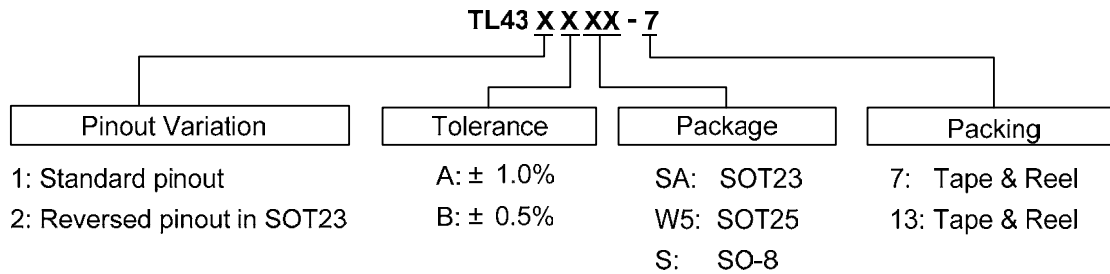 TL43 X X XX - 7
Pinout Variation
Tolerance
Package
Packing
1: Standard pinout
2: Reversed pinout in SOT23
A: ± 1.0%
B: ± 0.5%
SA: SOT23
W5: SOT25
S: SO-8
7: Tape & Reel
13: Tape & Reel